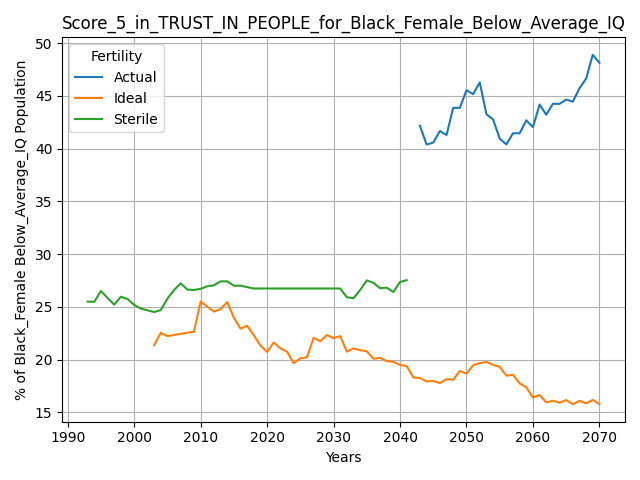 Score_5_in_TRUST_IN_PEOPLE_for_Black_Female_Below_Average_IQ
Fertility
Actual
Ideal
Sterile
% of Black_Female Below_Average_IQ Population
50
45
40
35
30
25
20
15
1990 2000 2010 2020 2030 2040 2050 2060 2070
Years